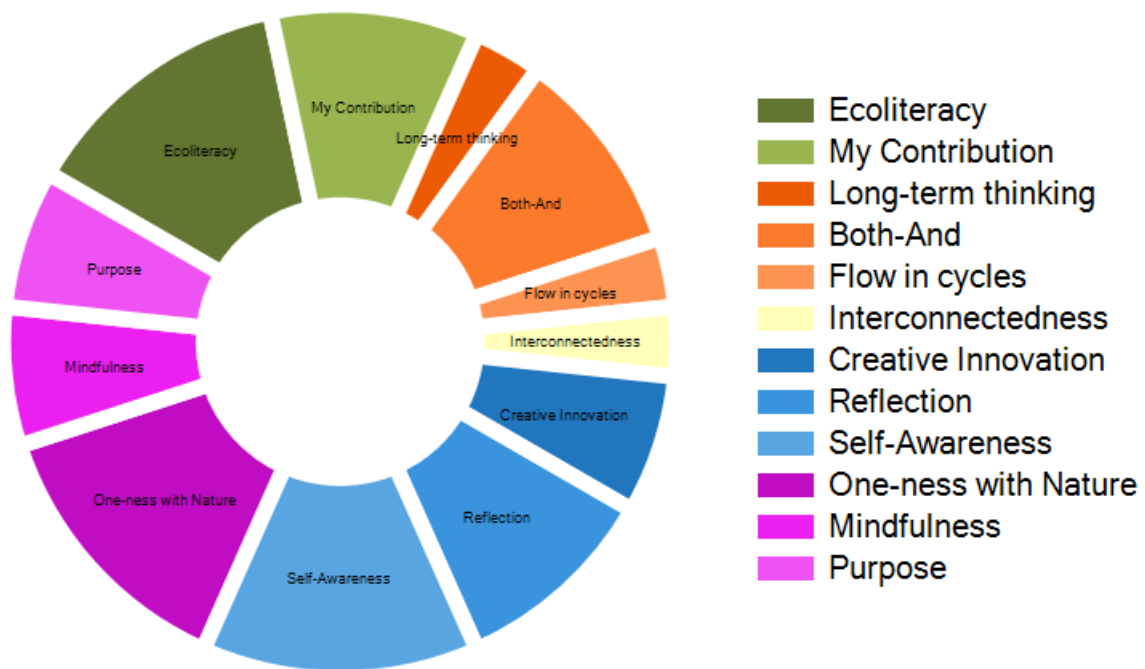 My Contribution
Long-term thinking
Ecoliteracy
Both-And
Purpose
Flow in cycles
Interconnectedness
Mindfulness
Creative Innovation
One-ness with Nature
Reflection
Self-Awareness
Ecoliteracy
My Contribution
Long-term thinking
Both-And
Flow in cycles
Interconnectedness
Creative Innovation
Reflection
Self-Awareness
One-ness with Nature
Mindfulness
Purpose